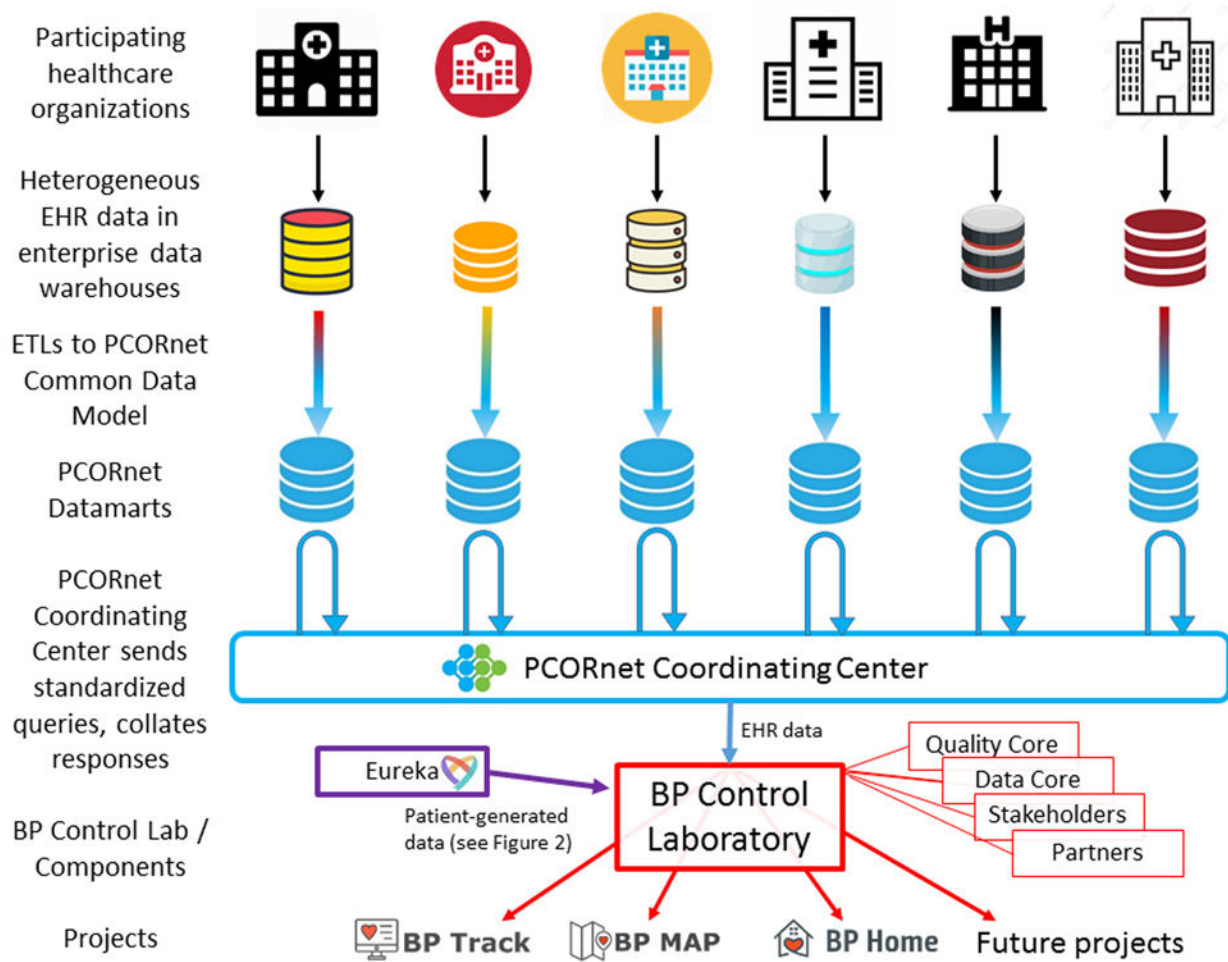 Participating
healthcare
organizations
H
Heterogeneous
EHR data in
enterprise data
warehouses
ETLs to PCORnet
Common Data
Model
PCORnet
Datamarts
PCORnet
Coordinating
Center sends
standardized
queries, collates
responses
PCORnet Coordinating Center
EHR data
Eureka
Patient-generated
data (see Figure 2)
BP Control
Laboratory
Quality Core
Data Core
Stakeholders
Partners
BP Control Lab /
Components
Projects
BP Track
BP MAP
BP Home
Future projects